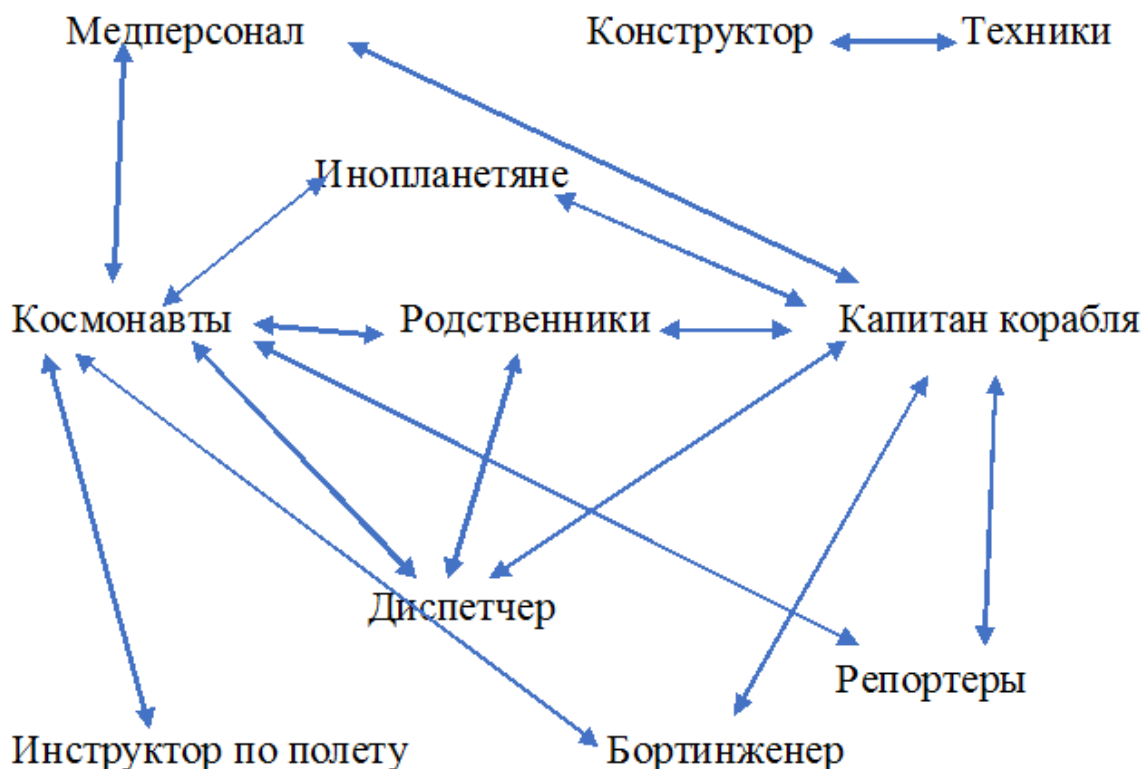 Медперсонал
Конструктор
Техники
Инопланетяне
Космонавты
Родственники
Капитан корабля
Диспетчер
Репортеры
Инструктор по полету
Бортинженер